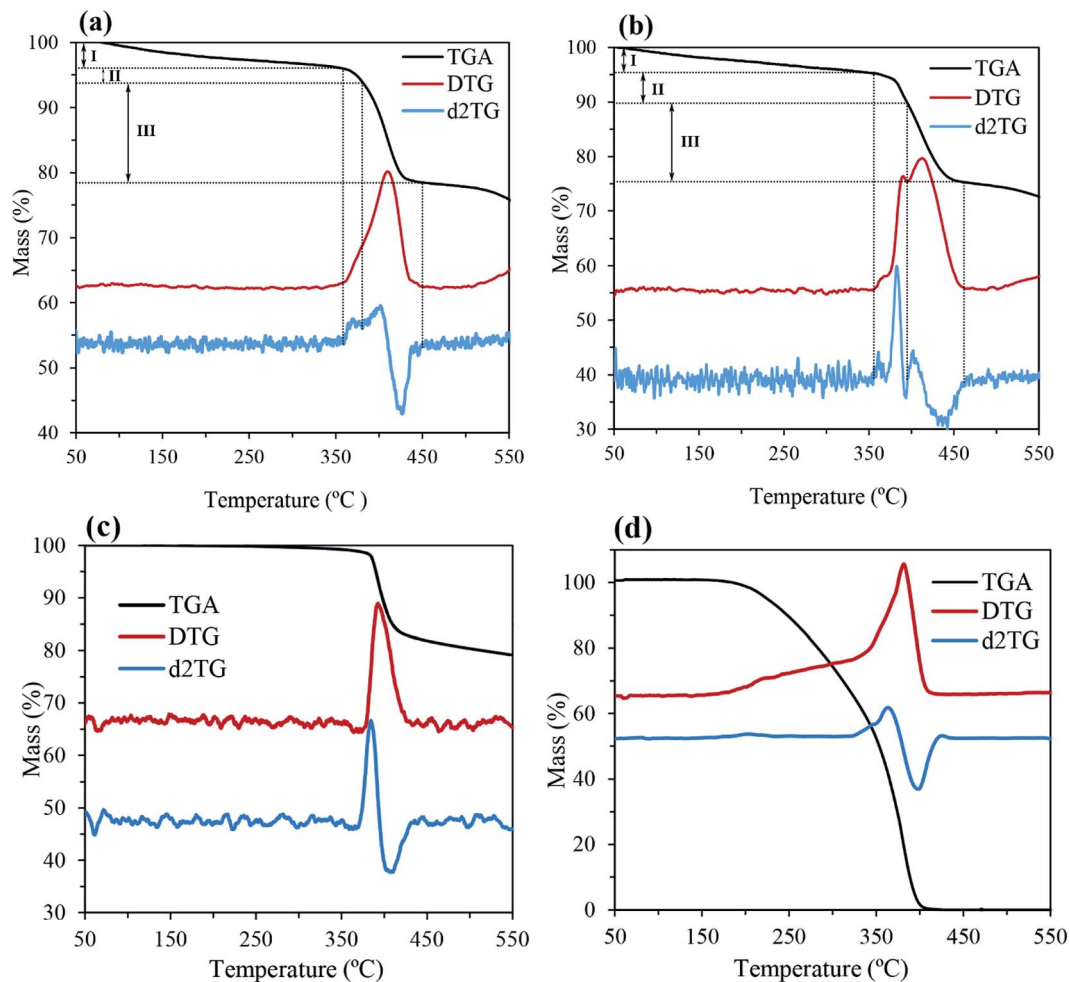 (a)
100
90
80
70
60
50
40
Mass (%)
I
II
III
TGA
DTG
d2TG
50 150 250 350 450 550
Temperature (ºC )
(b)
100
90
80
70
60
50
40
30
Mass (%)
I
II
III
TGA
DTG
d2TG
50 150 250 350 450 550
Temperature (ºC)
(c)
100
90
80
70
60
50
40
30
Mass (%)
TGA
DTG
d2TG
50 150 250 350 450 550
Temperature (ºC)
(d)
100
80
60
40
20
0
Mass (%)
TGA
DTG
d2TG
50 150 250 350 450 550
Temperature (ºC)